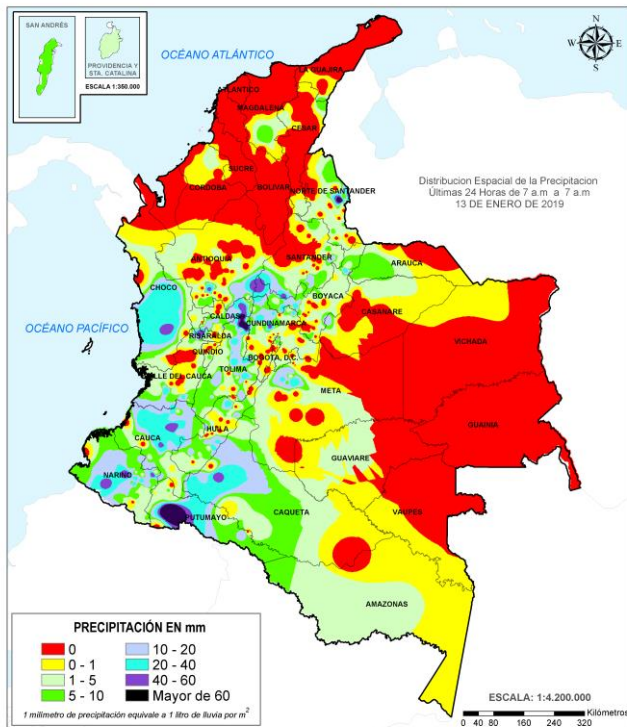 SAN ANDRÉS
PROVIDENCIA Y
STA. CATALINA
ESCALA 1:350.000
OCÉANO ATLÁNTICO
N
W E
S
LA GUAJIRA
ATLANTICO
MAGDALENA
CESAR
SUCRE
CORDOBA
BOLIVAR
NORTE DE SANTANDER
Distribucion Espacial de la Precipitacion
Últimas 24 Horas de 7 a.m a 7 a.m
13 DE ENERO DE 2019
ANTIOQUIA
SANTANDER
ARAUCA
CHOCO
BOYACA
CASANARE
CALDAS
CUNDINAMARCA
OCÉANO PACÍFICO
RISARALDA
VICHADA
QUINDIO
BOGOTA, D.C.
VALLE DEL CAUCA
TOLIMA
META
GUAINIA
HUILA
CAUCA
GUAVIARE
NARIÑO
PUTUMAYO
CAQUETA
VAUPES
AMAZONAS
PRECIPITACIÓN EN mm
0 10 - 20
0 - 1 20 - 40
1 - 5 40 - 60
5 - 10 Mayor de 60
1 milimetro de precipitación equivale a 1 litro de lluvia por m2
ESCALA: 1:4.200.000
Kilómetros
0 40 80 160 240 320